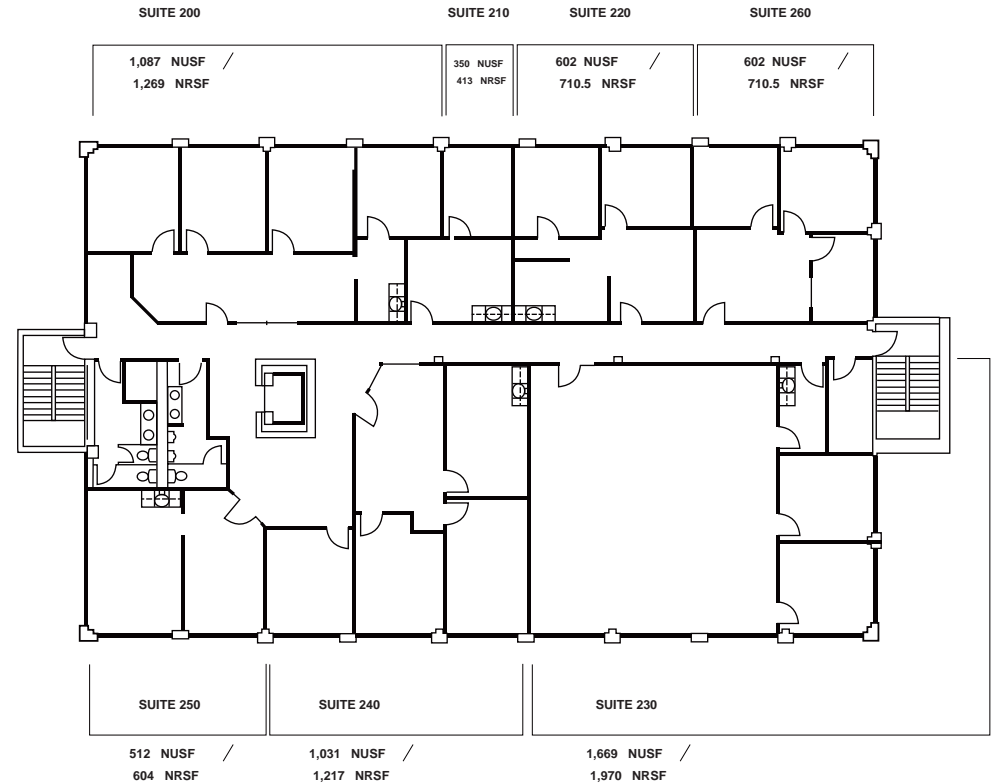 SUITE 200
SUITE 210
SUITE 220
SUITE 260
1,087 NUSF /
1,269 NRSF
350 NUSF
413 NRSF
602 NUSF /
710.5 NRSF
602 NUSF /
710.5 NRSF
SUITE 250
SUITE 240
SUITE 230
512 NUSF /
604 NRSF
1,031 NUSF /
1,217 NRSF
1,669 NUSF /
1,970 NRSF